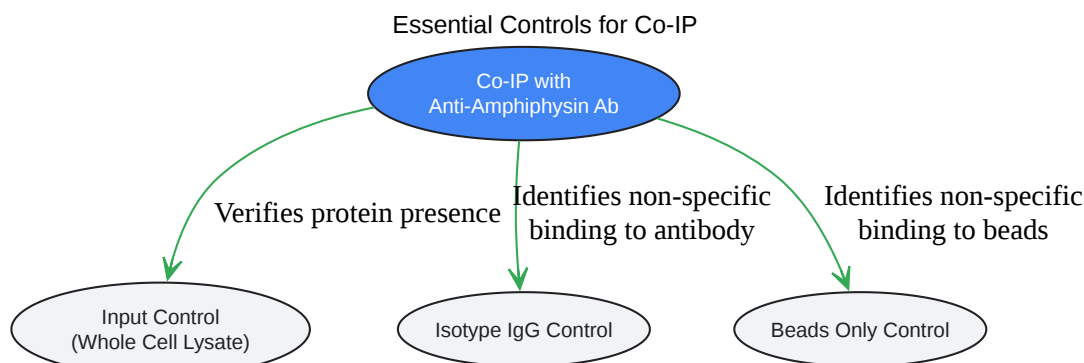 Essential Controls for Co-IP
Co-IP with
Anti-Amphiphysin Ab
Verifies protein presence
Identifies non-specific
binding to antibody
Identifies non-specific
binding to beads
Input Control
(Whole Cell Lysate)
Isotype IgG Control
Beads Only Control